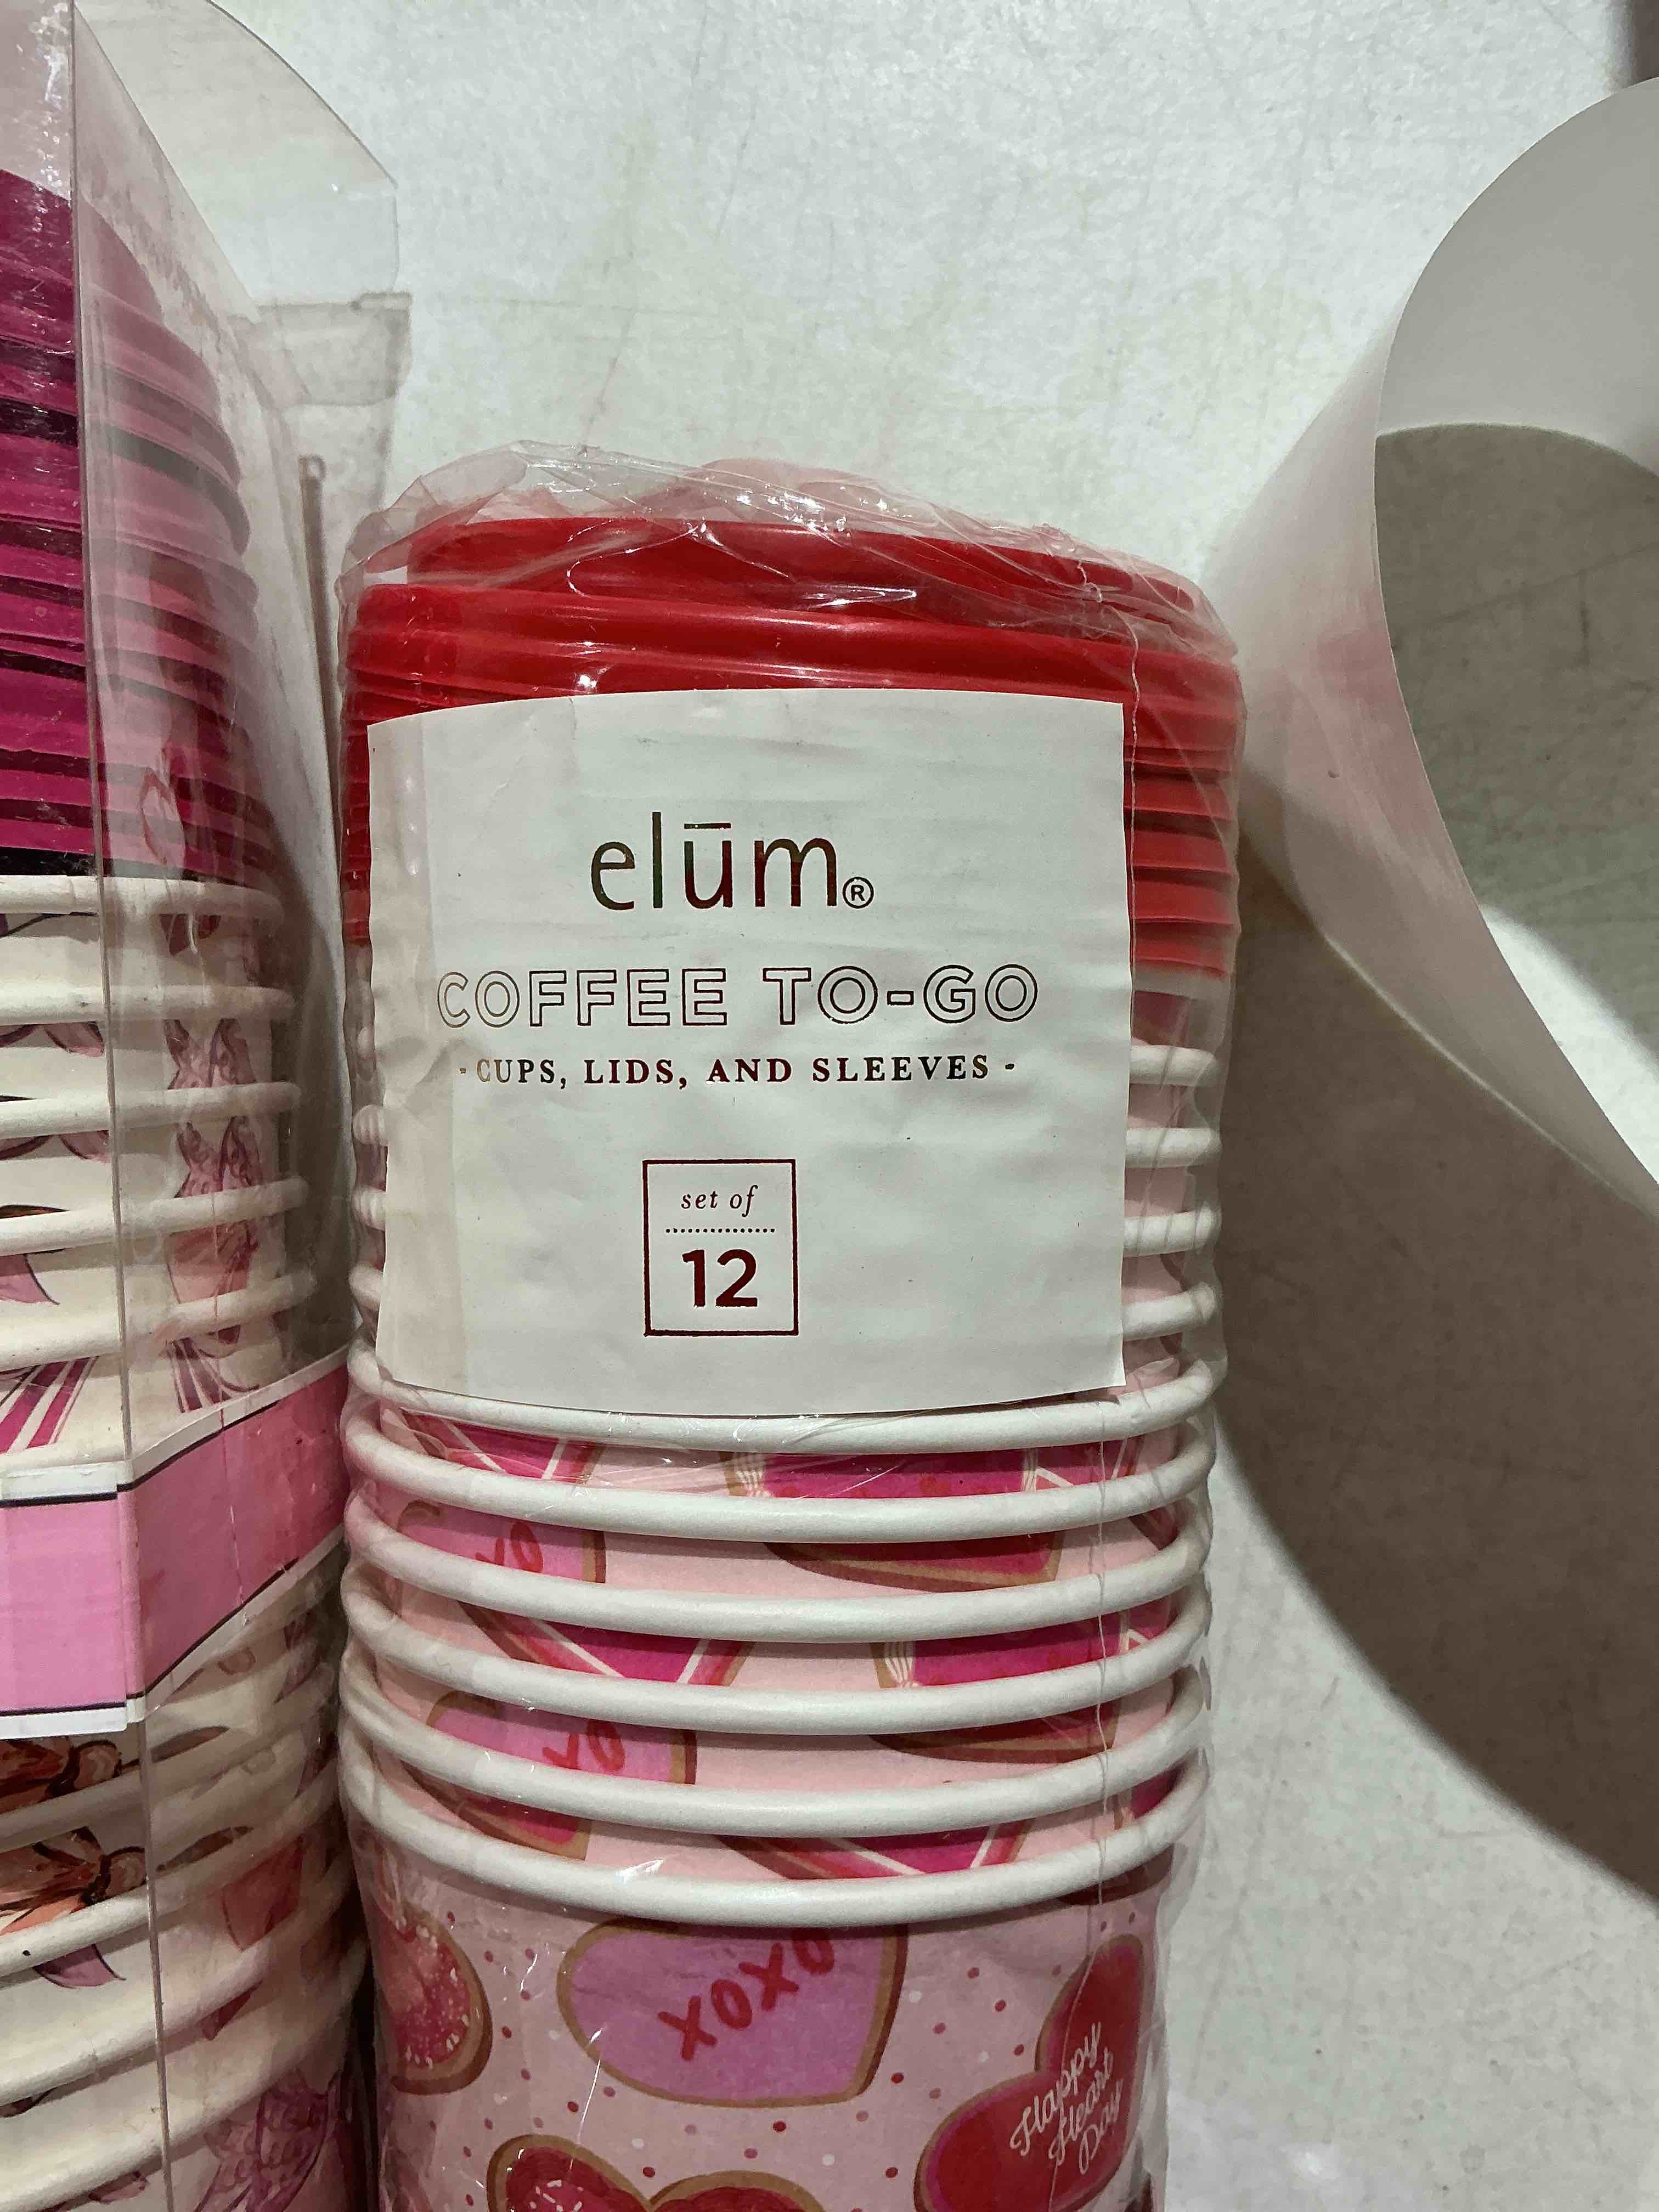 elūm®
COFFEE TO-GO
- CUPS, LIDS, AND SLEEVES -
set of
12
XOXO
Happy
Heart
Day